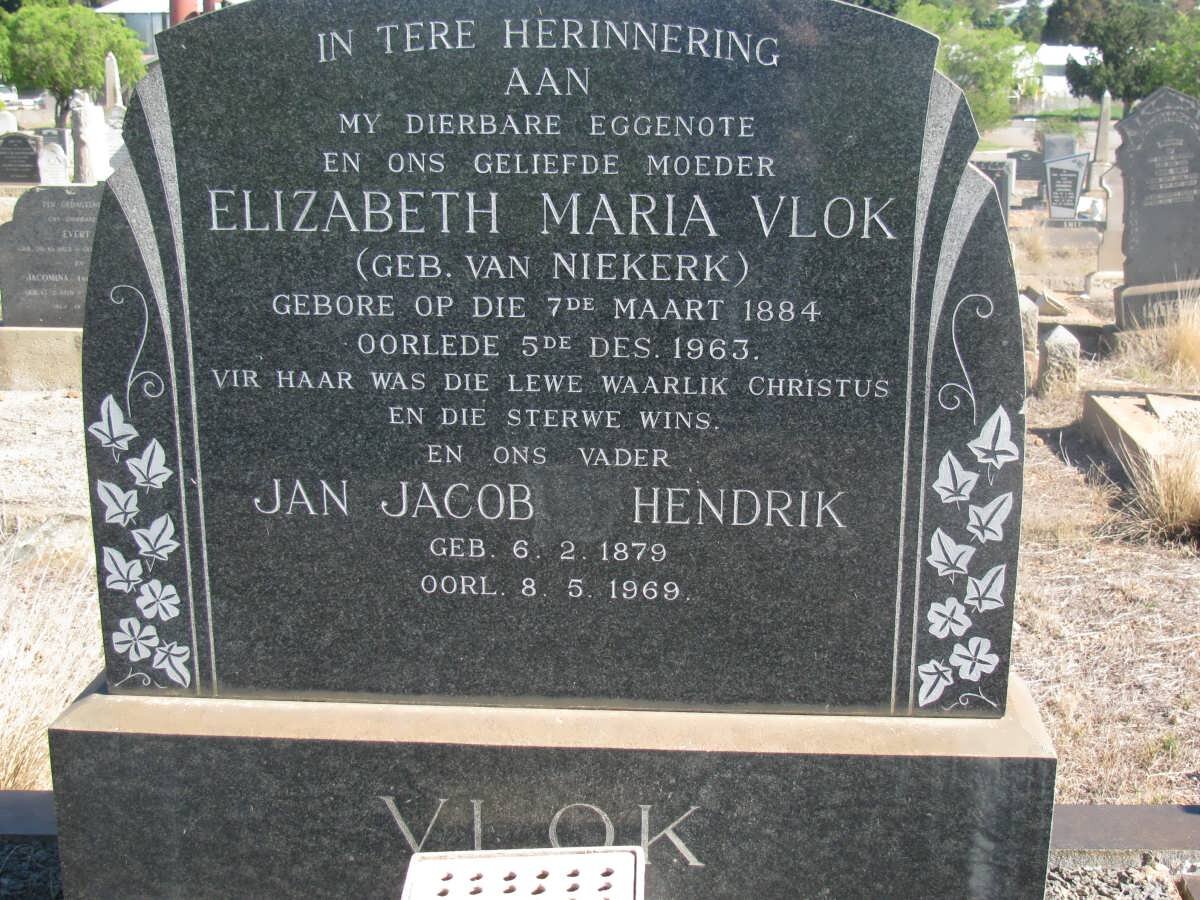 IN TERE HERINNERING
AAN
MY DIERBARE EGGENOTE
EN ONS GELIEFDE MOEDER
ELIZABETH MARIA VLOK
(GEB. VAN NIEKERK)
GEBORE OP DIE 7DE MAART 1884
OORLEDE 5DE DES. 1963.
VIR HAAR WAS DIE LEWE WAARLIK CHRISTUS
EN DIE STERWE WINS.
EN ONS VADER
JAN JACOB HENDRIK
GEB. 6. 2. 1879
OORL. 8. 5. 1969.
VLOK
EVERT
JACOMINA